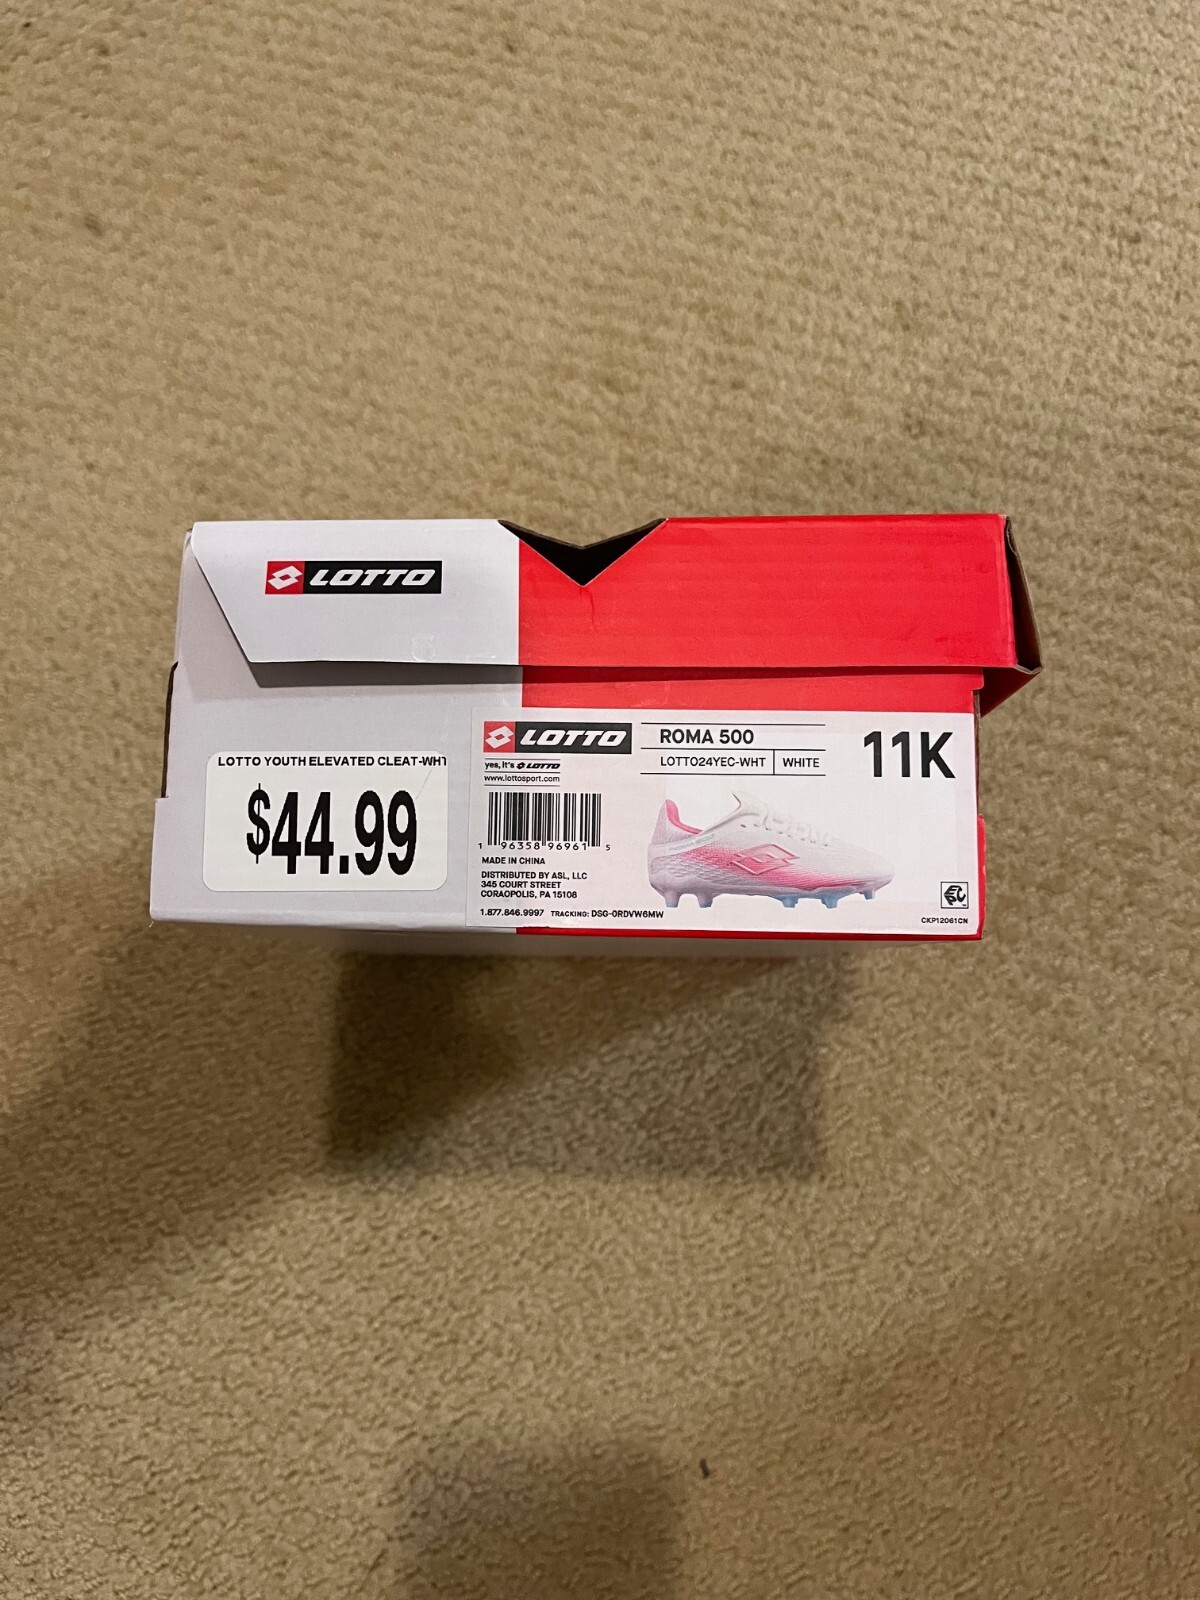 LOTTO
LOTTO YOUTH ELEVATED CLEAT-WHT
$44.99
LOTTO
yes, it's LOTTO
www.lottosport.com
ROMA 500
LOTTO24YEC-WHT WHITE
11K
1 96358 96961 5
MADE IN CHINA
DISTRIBUTED BY ASL, LLC
345 COURT STREET
CORAOPOLIS, PA 15108
1.877.846.9997 TRACKING: DSG-0RDVW6MW
CKP12061CN